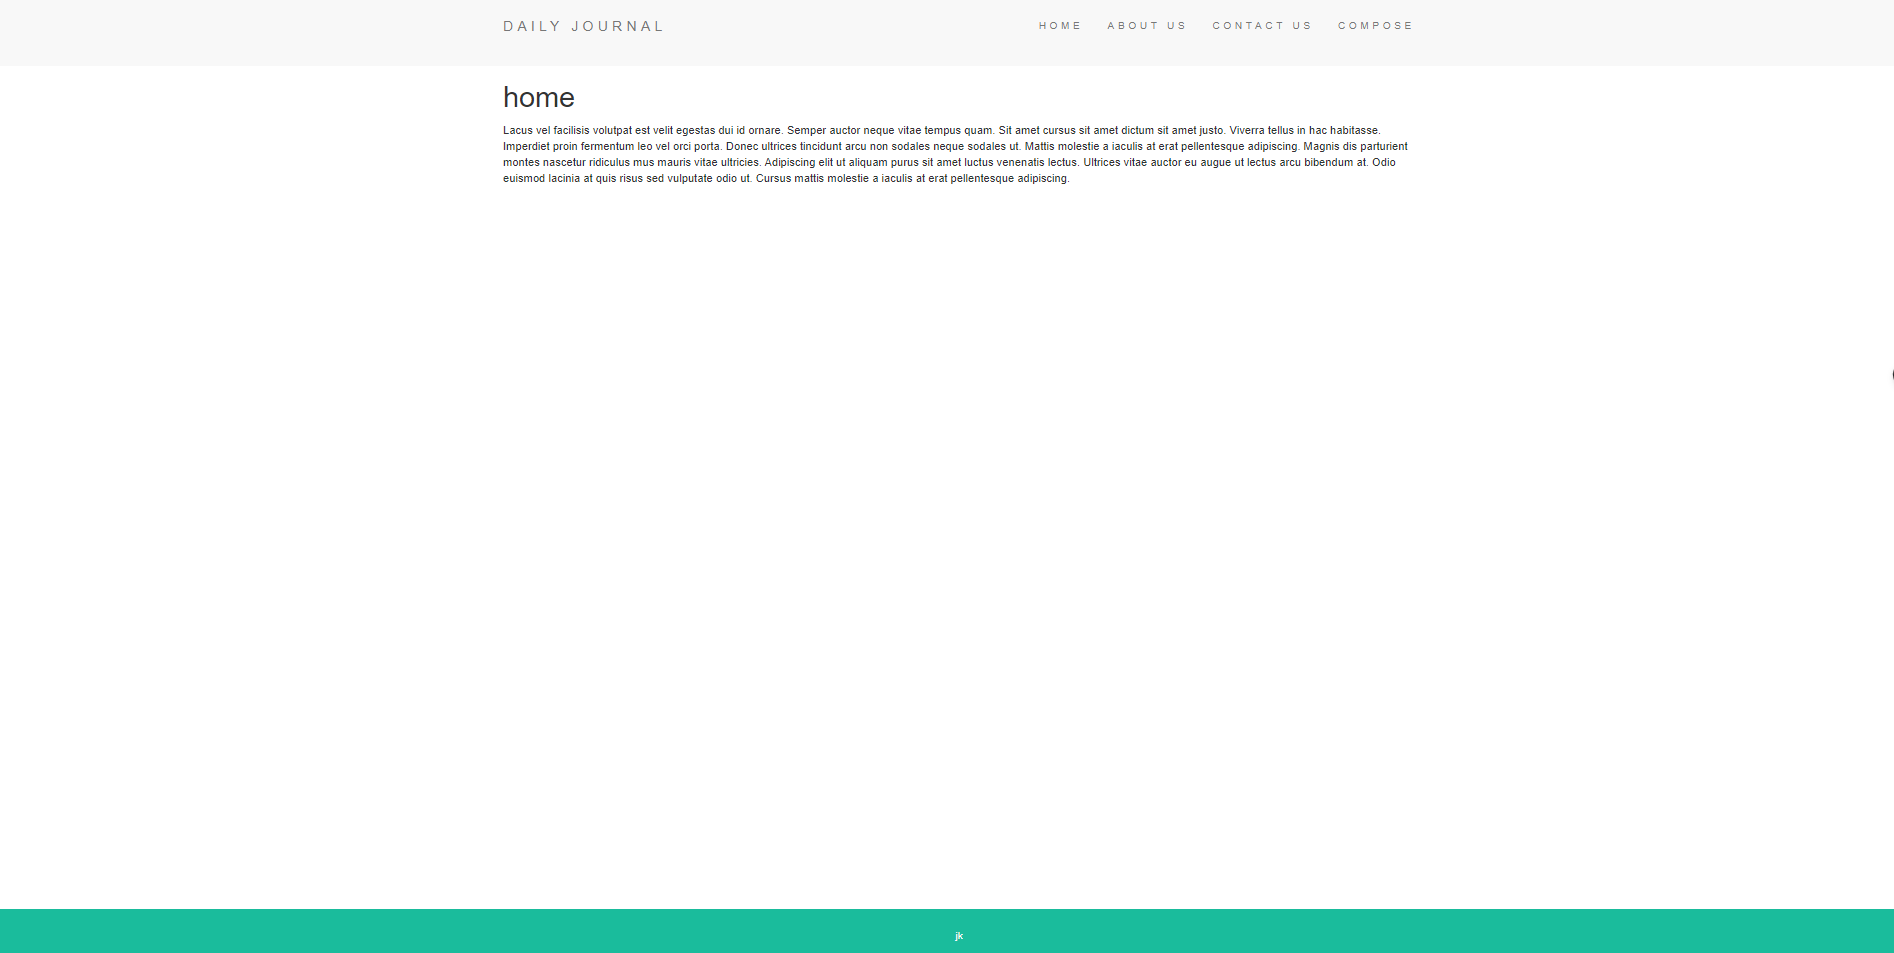 DAILY JOURNAL
HOME
ABOUT US
CONTACT US
COMPOSE
home
Lacus vel facilisis volutpat est velit egestas dui id ornare. Semper auctor neque vitae tempus quam. Sit amet cursus sit amet dictum sit amet justo. Viverra tellus in hac habitasse.
Imperdiet proin fermentum leo vel orci porta. Donec ultrices tincidunt arcu non sodales neque sodales ut. Mattis molestie a iaculis at erat pellentesque adipiscing. Magnis dis parturient
montes nascetur ridiculus mus mauris vitae ultricies. Adipiscing elit ut aliquam purus sit amet luctus venenatis lectus. Ultrices vitae auctor eu augue ut lectus arcu bibendum at. Odio
euismod lacinia at quis risus sed vulputate odio ut. Cursus mattis molestie a iaculis at erat pellentesque adipiscing.
jk